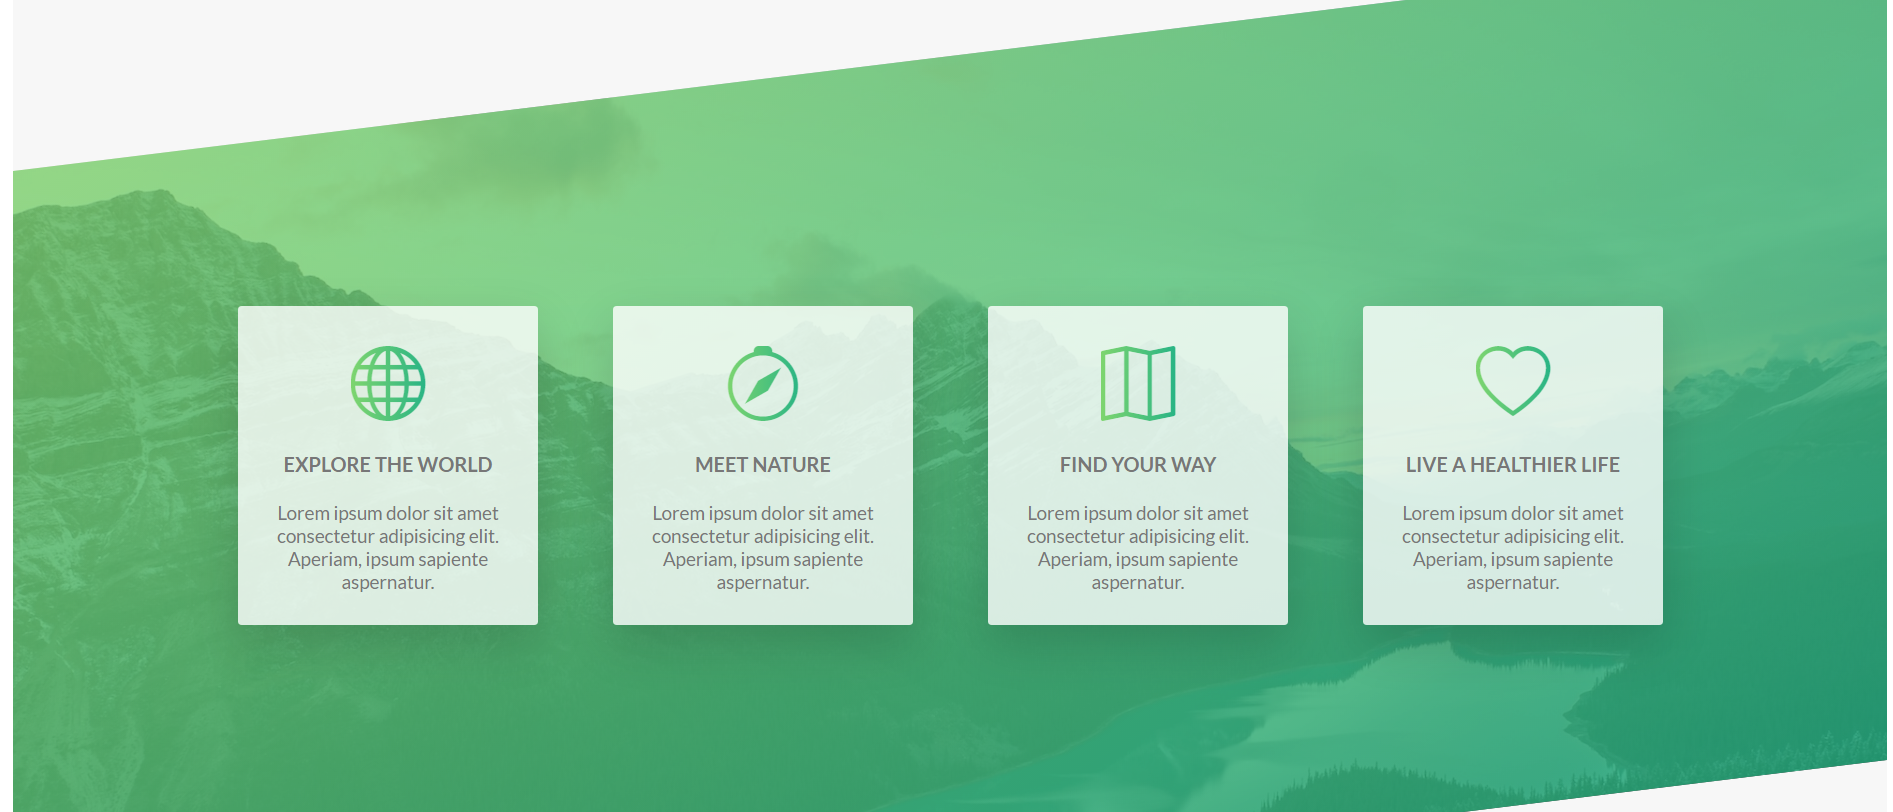 EXPLORE THE WORLD
Lorem ipsum dolor sit amet
consectetur adipisicing elit.
Aperiam, ipsum sapiente
aspernatur.
MEET NATURE
Lorem ipsum dolor sit amet
consectetur adipisicing elit.
Aperiam, ipsum sapiente
aspernatur.
FIND YOUR WAY
Lorem ipsum dolor sit amet
consectetur adipisicing elit.
Aperiam, ipsum sapiente
aspernatur.
LIVE A HEALTHIER LIFE
Lorem ipsum dolor sit amet
consectetur adipisicing elit.
Aperiam, ipsum sapiente
aspernatur.